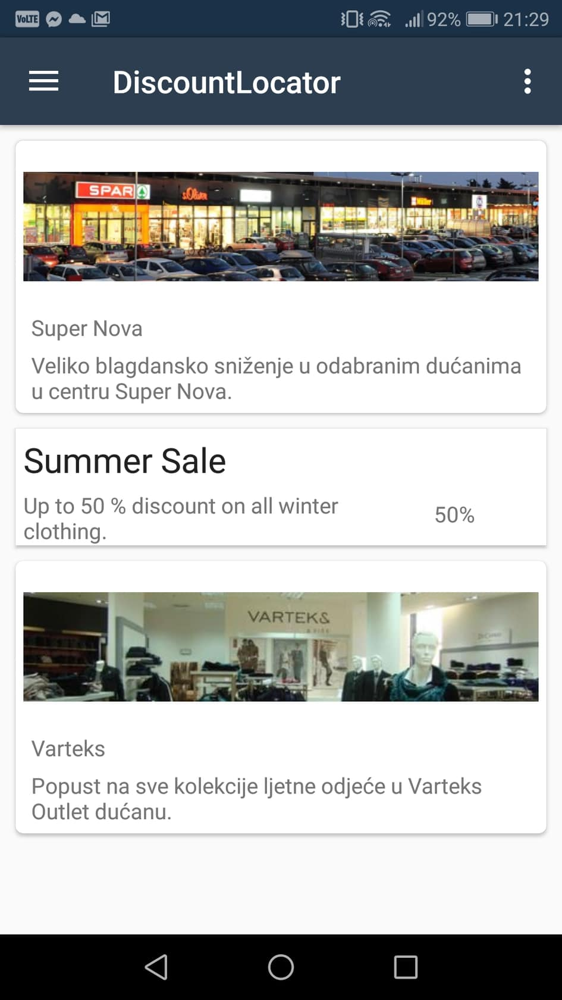 VoLTE 92% 21:29
DiscountLocator
SPAR s.Oliver Müller
Super Nova
Veliko blagdansko sniženje u odabranim dućanima
u centru Super Nova.
Summer Sale
Up to 50 % discount on all winter
clothing.
50%
VARTEKS
Varteks
Popust na sve kolekcije ljetne odjeće u Varteks
Outlet dućanu.